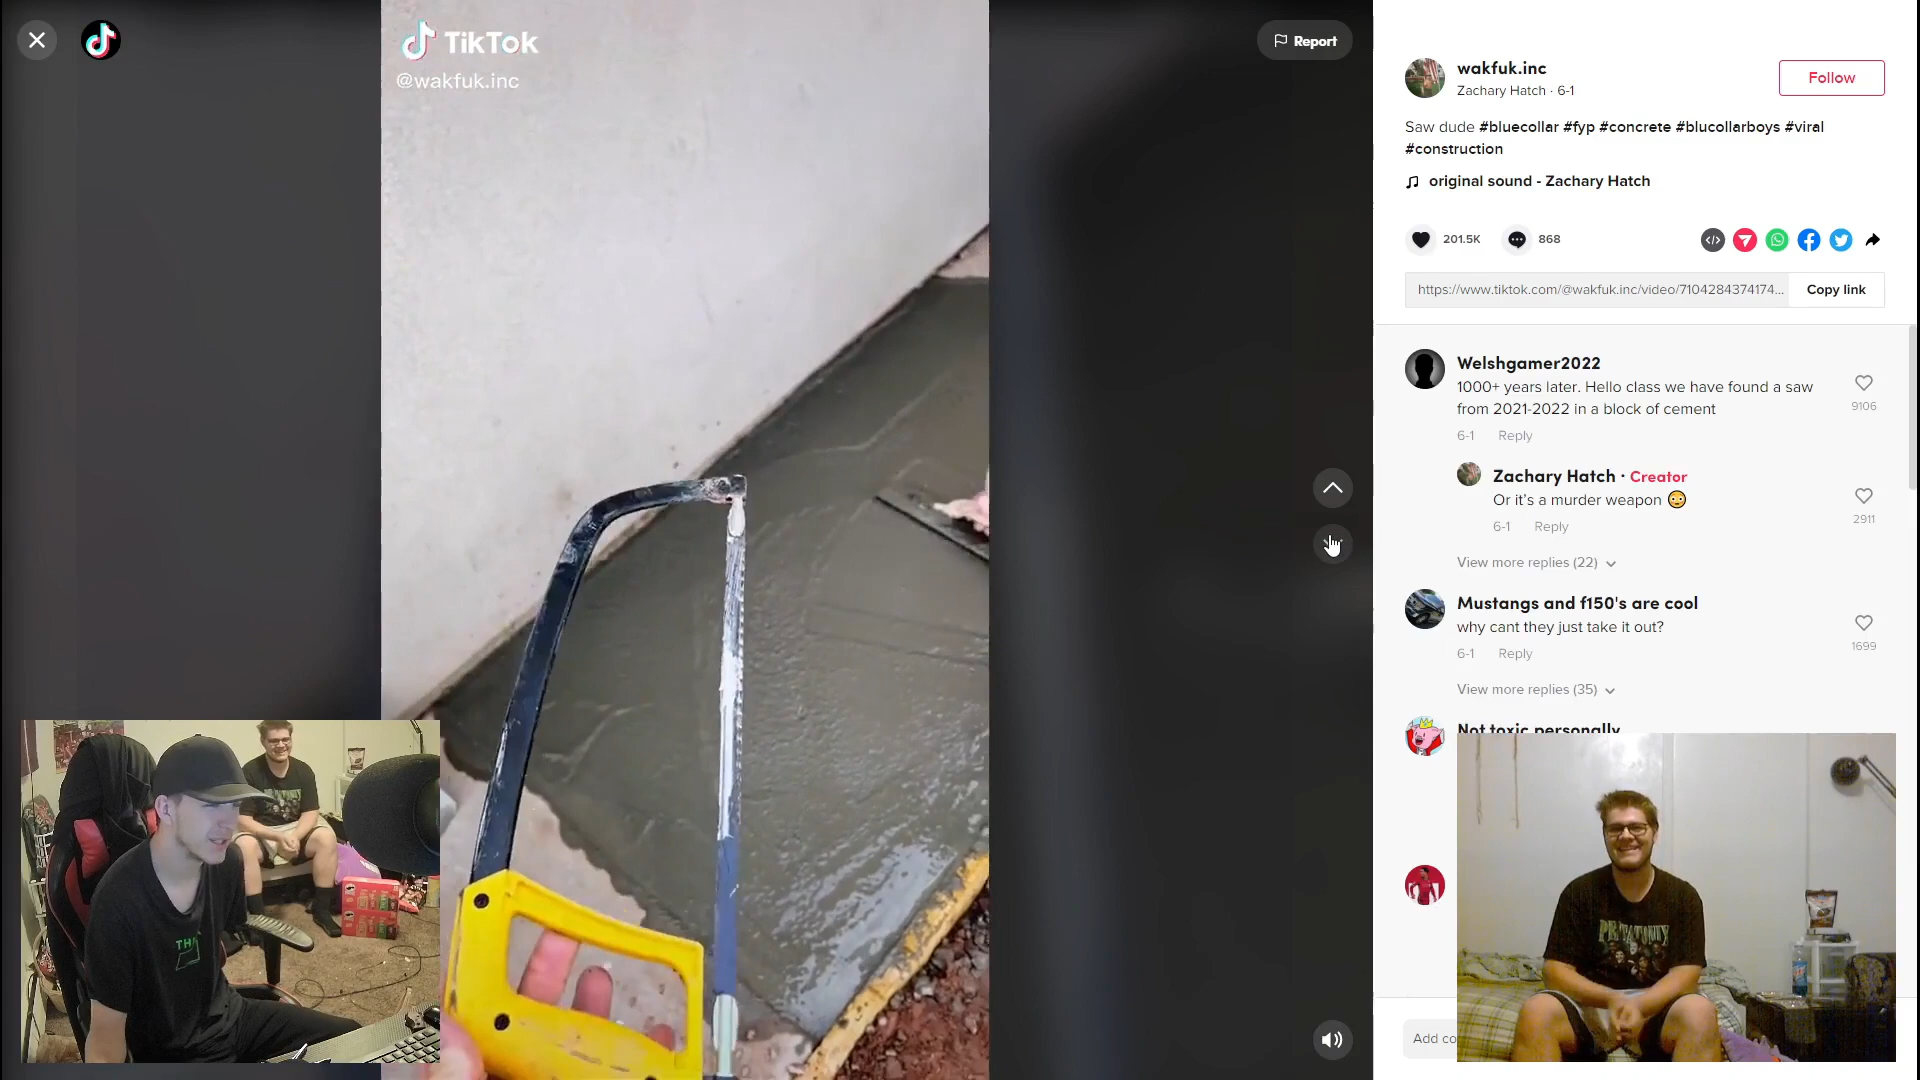 TikTok
@wakfuk.inc
Report
wakfuk.inc
Zachary Hatch · 6-1
Follow
Saw dude #bluecollar #fyp #concrete #blucollarboys #viral
#construction
original sound - Zachary Hatch
201.5K
868
https://www.tiktok.com/@wakfuk.inc/video/7104284374174...
Copy link
Welshgamer2022
1000+ years later. Hello class we have found a saw
from 2021-2022 in a block of cement
9106
6-1 Reply
Zachary Hatch · Creator
Or it's a murder weapon 😳
2911
6-1 Reply
View more replies (22)
Mustangs and f150's are cool
why cant they just take it out?
1699
6-1 Reply
View more replies (35)
Not toxic personally
Add